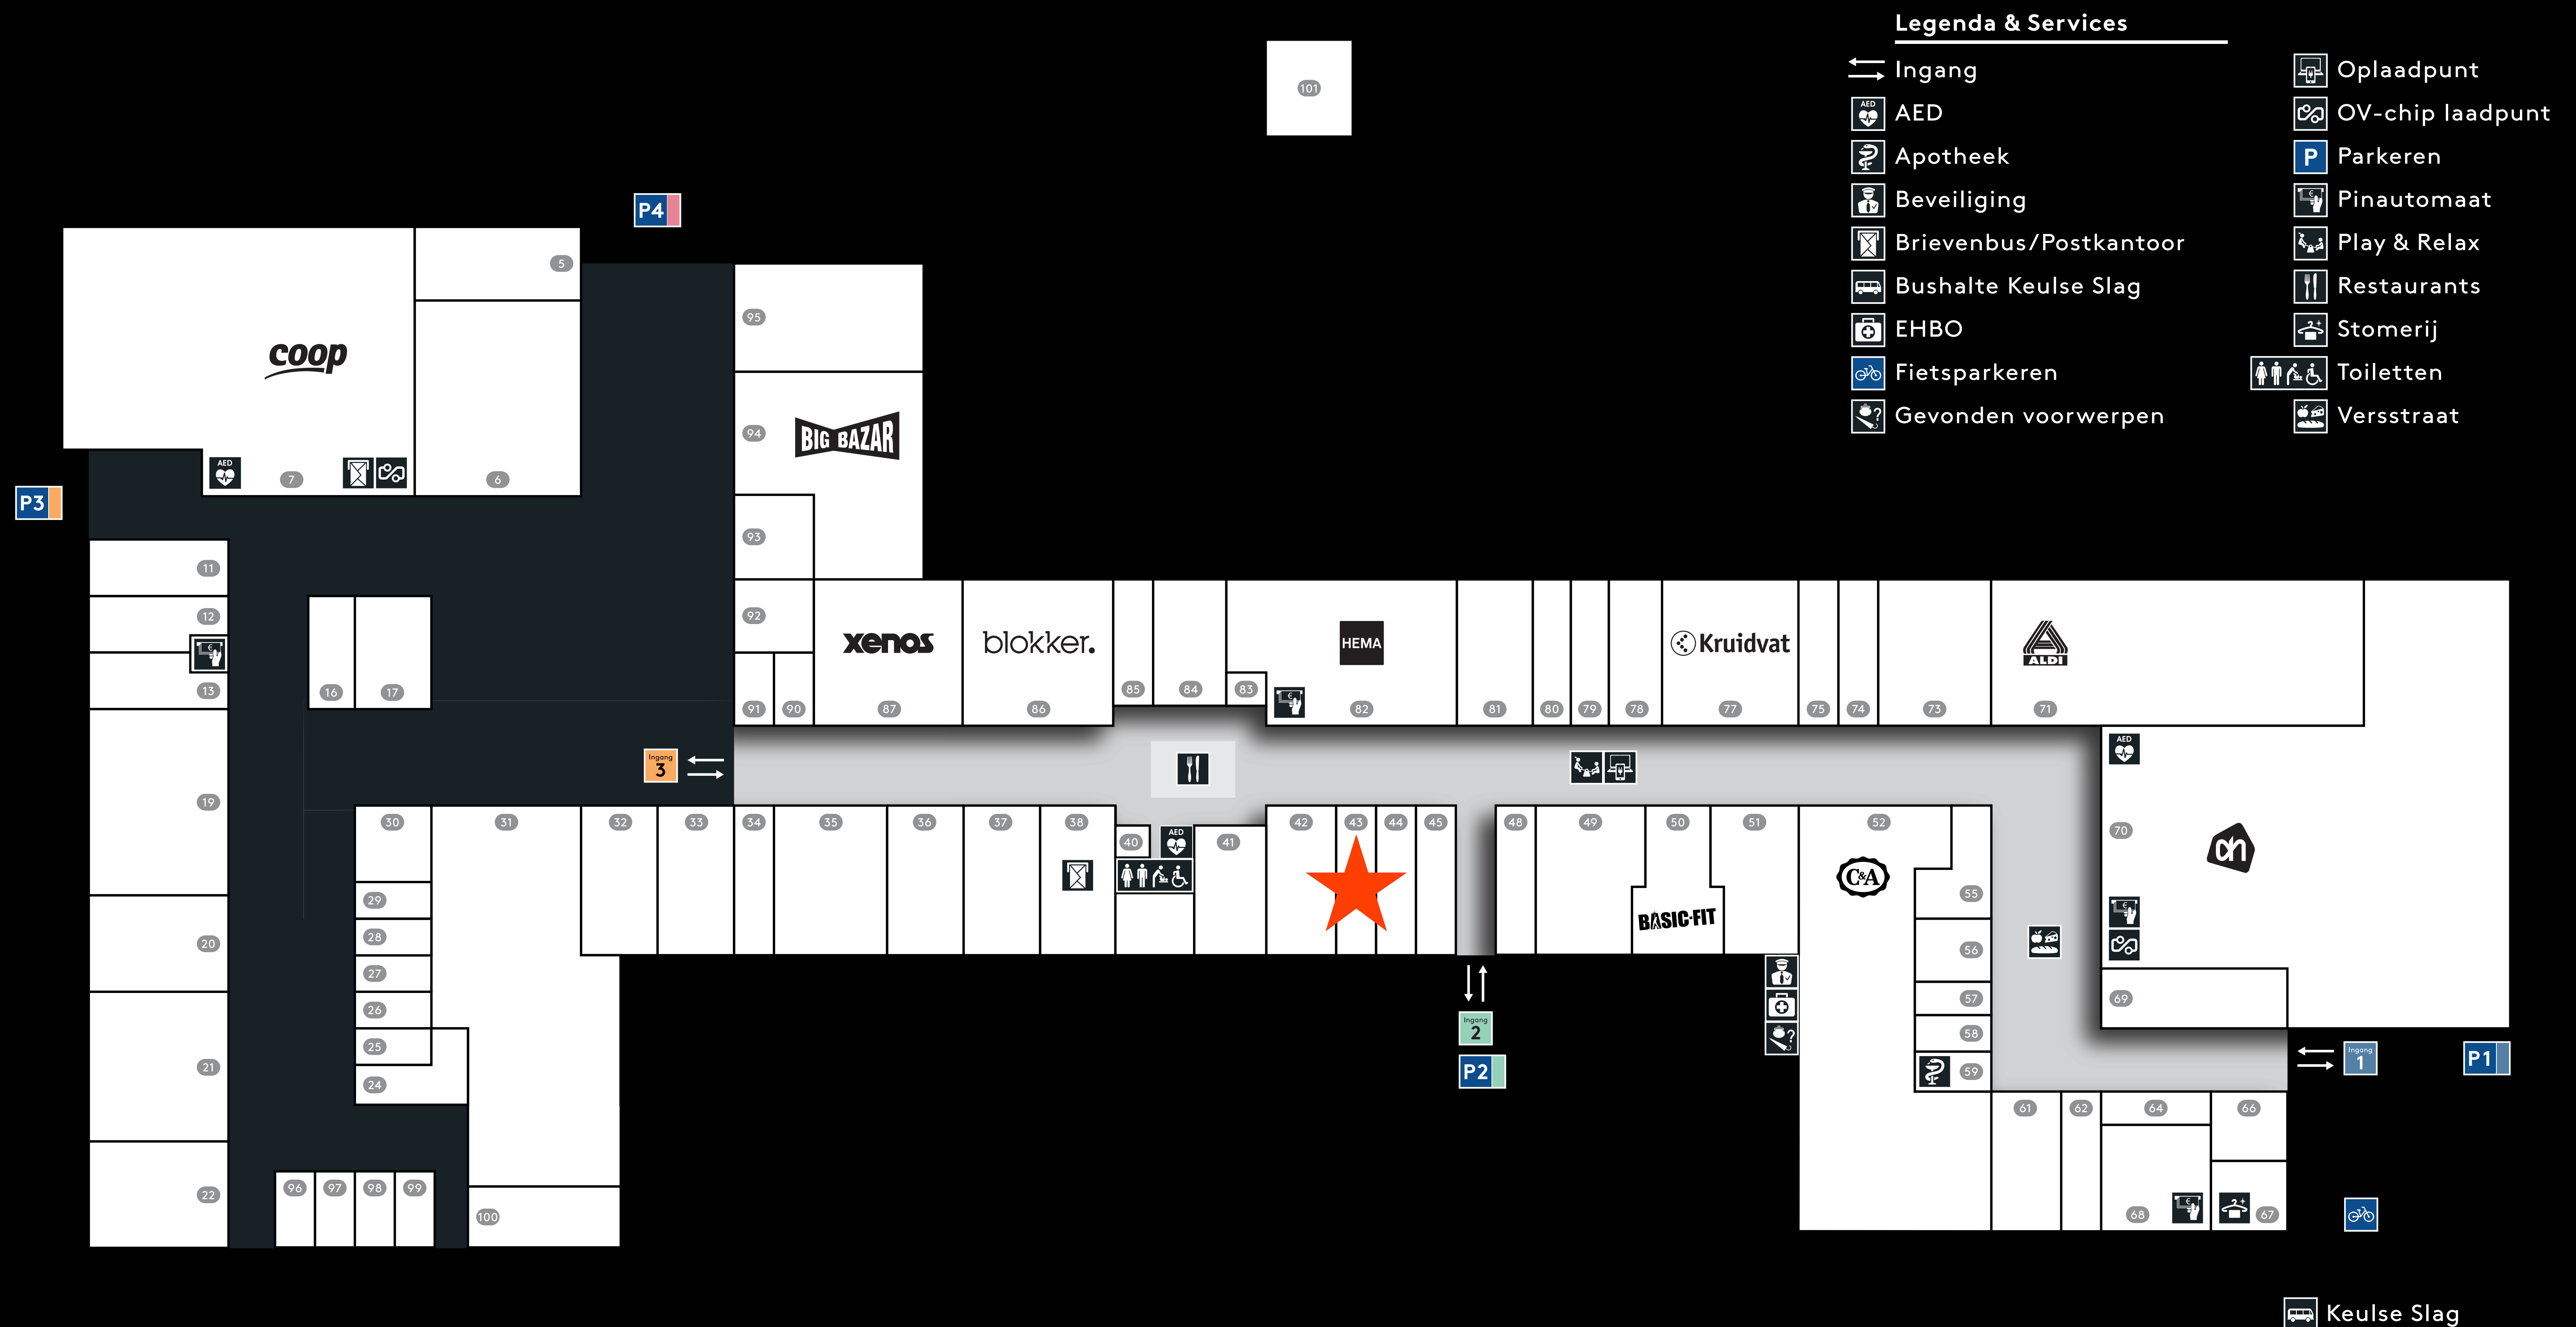 Legenda & Services
Ingang
AED
AED
Apotheek
Beveiliging
Brievenbus/Postkantoor
Bushalte Keulse Slag
EHBO
Fietsparkeren
Gevonden voorwerpen
?
Oplaadpunt
OV-chip laadpunt
P Parkeren
€ Pinautomaat
Play & Relax
Restaurants
Stomerij
Toiletten
Versstraat
101
P4
5
coop
95
94
BIG BAZAR
AED
7
6
P3
93
11
12
€
13
16
17
92
91
90
xenos
87
blokker.
86
85
84
83
€
HEMA
82
81
80
79
78
Kruidvat
77
75
74
73
ALDI
71
Ingang
3
AED
70
ah
€
69
19
20
21
22
30
31
32
33
34
35
36
37
38
40
AED
41
42
43
44
45
48
49
50
51
52
BASIC-FIT
C&A
55
56
57
58
59
29
28
27
26
25
24
Ingang
2
P2
?
Ingang
1
P1
61
62
64
66
68
€
67
96
97
98
99
100
Keulse Slag